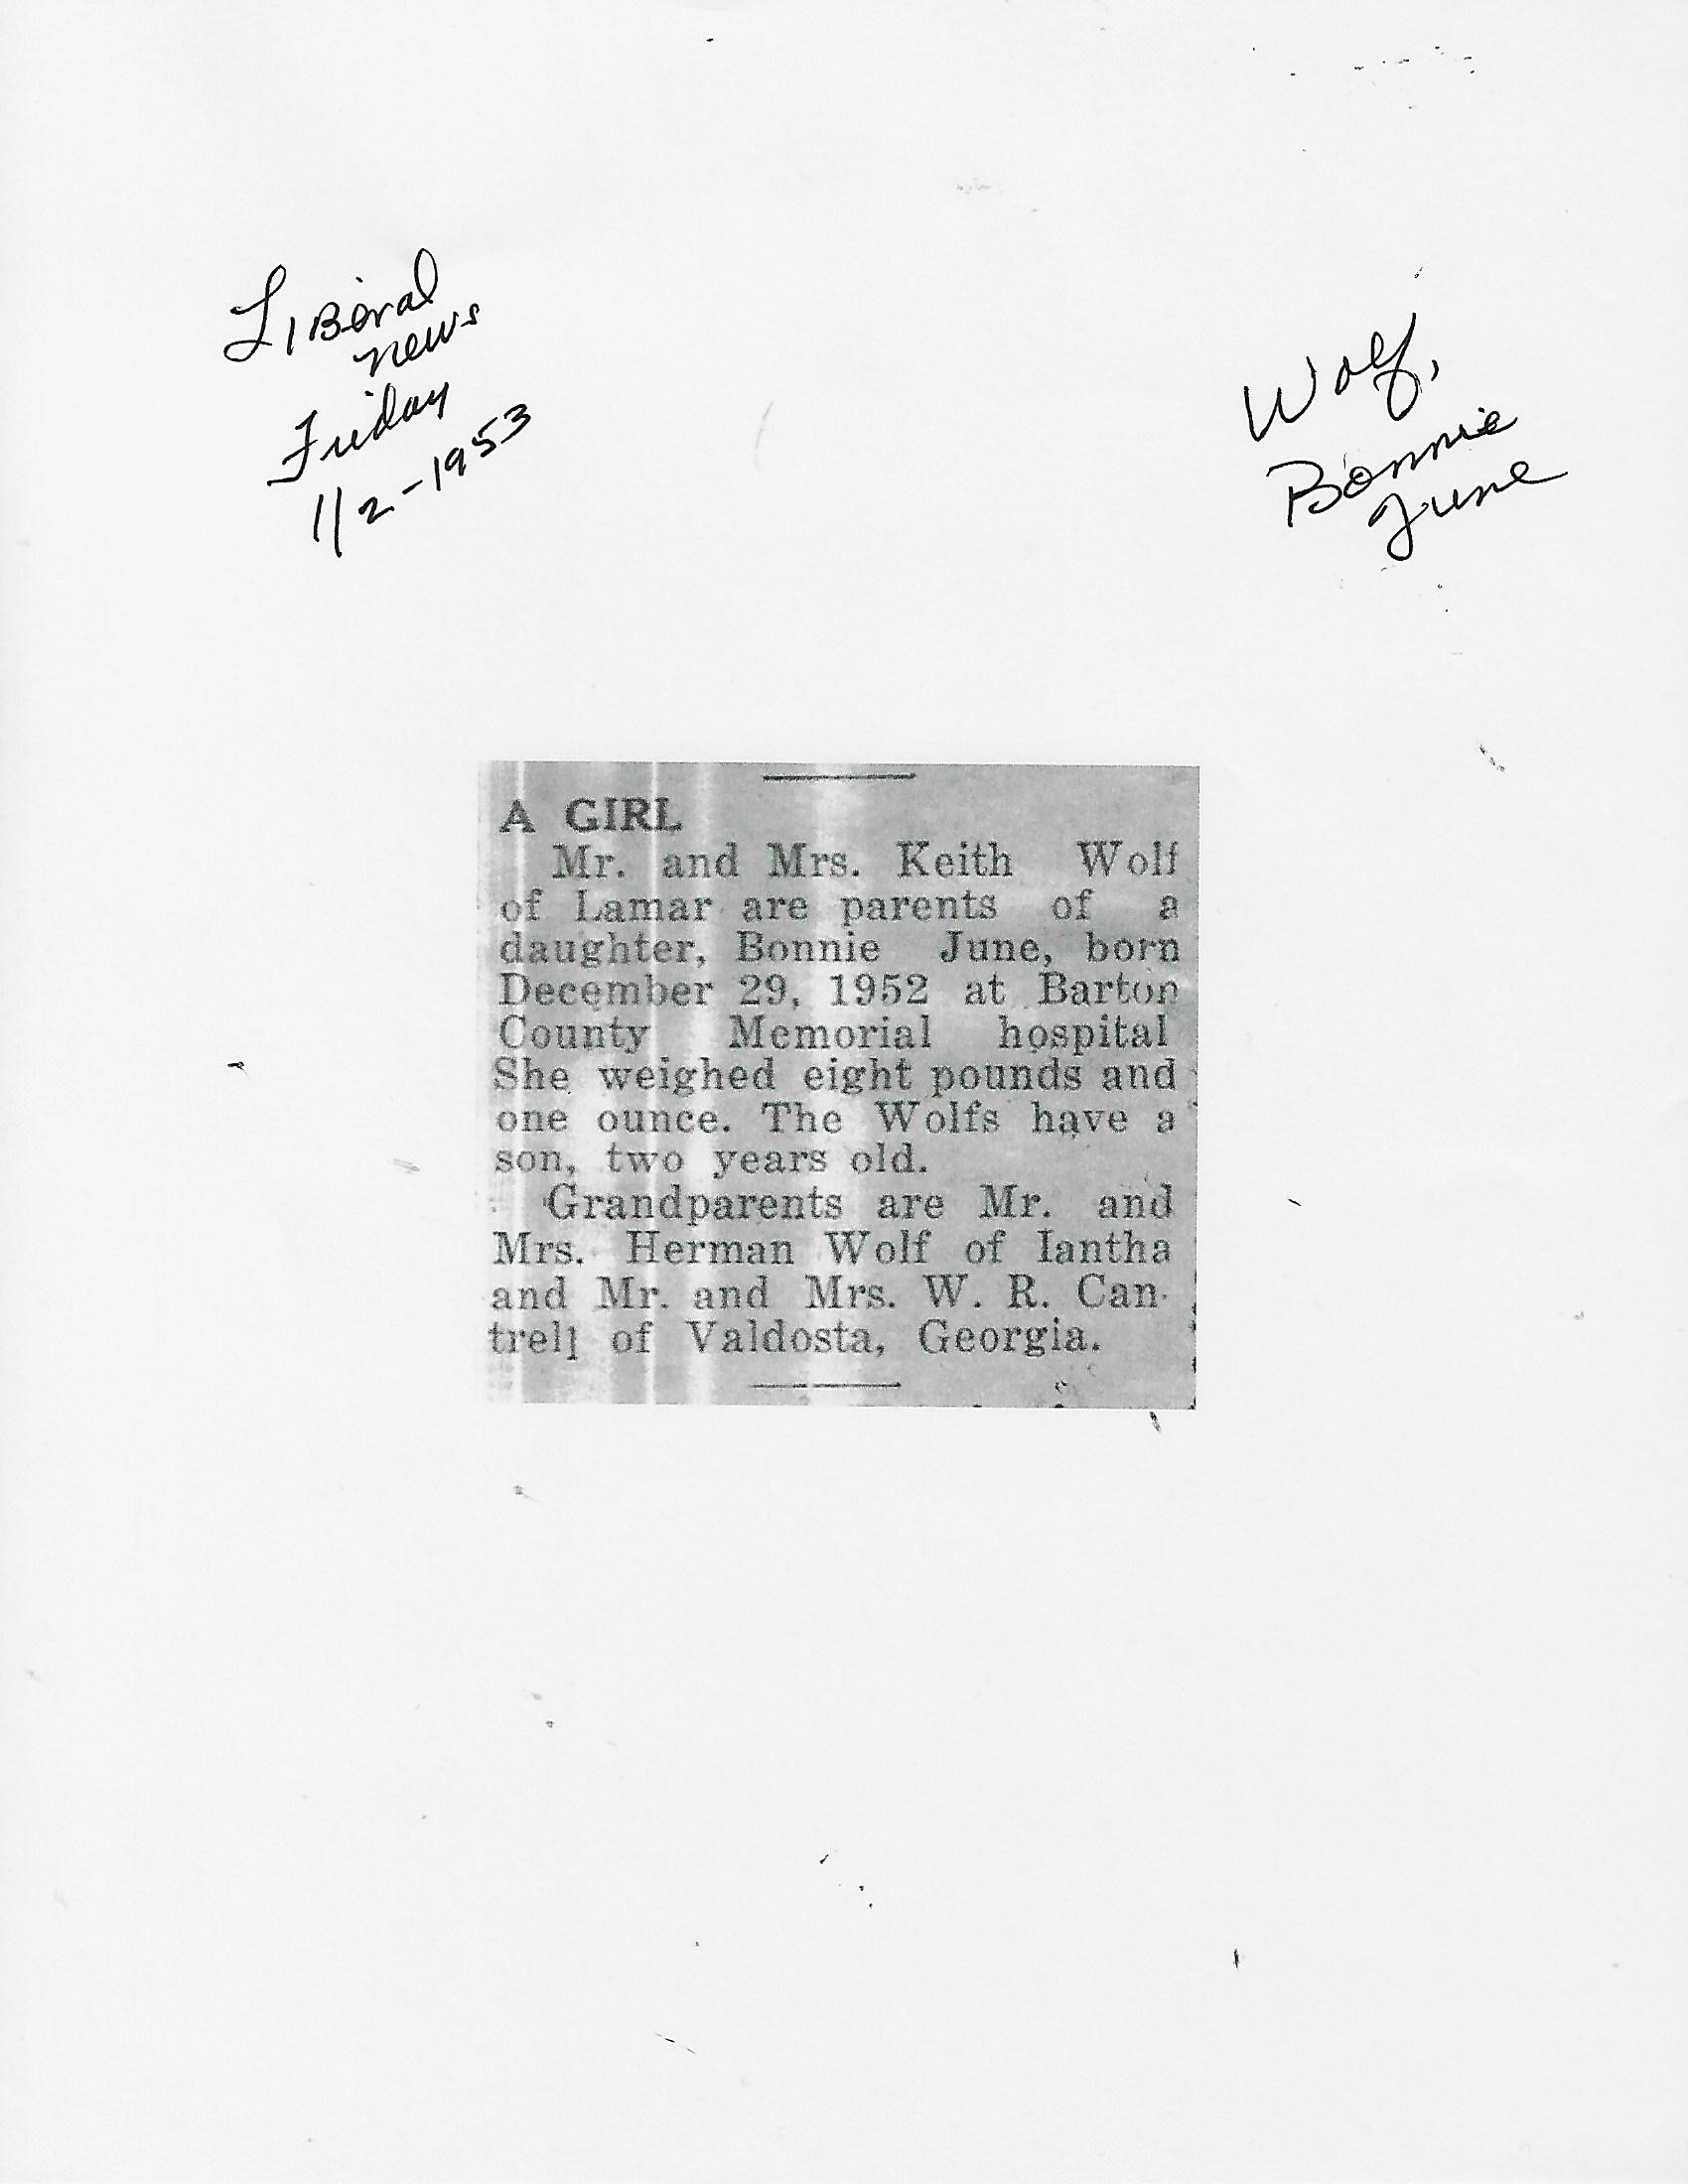 Liberal
news
Friday
1/2-1953
Wolf,
Bonnie
June
A GIRL
Mr. and Mrs. Keith Wolf
of Lamar are parents of a
daughter, Bonnie June, born
December 29, 1952 at Barton
County Memorial hospital
She weighed eight pounds and
one ounce. The Wolfs have a
son, two years old.
Grandparents are Mr. and
Mrs. Herman Wolf of Iantha
and Mr. and Mrs. W. R. Can-
trell of Valdosta, Georgia.